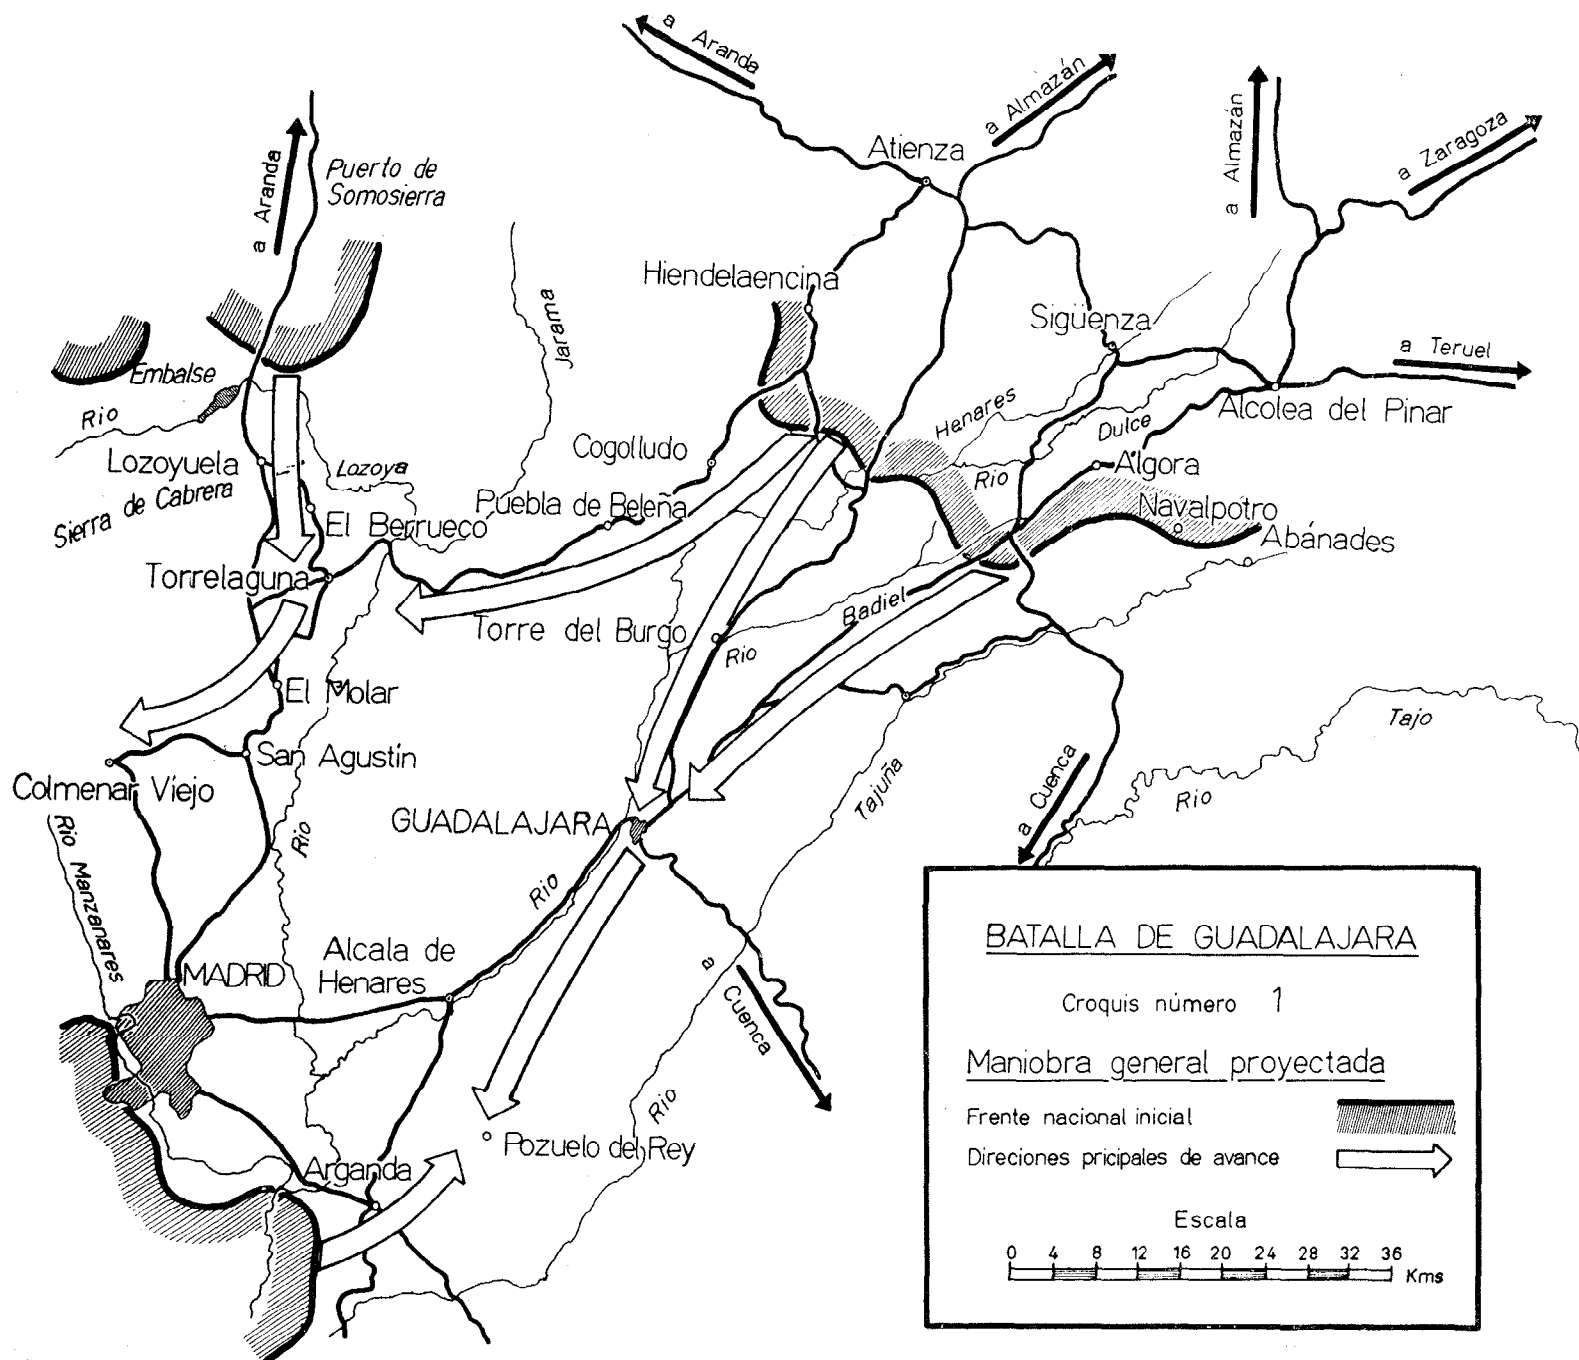 a Aranda
a Almazán
a Almazán
a Zaragoza
Atienza
a Aranda
Puerto de
Somosierra
Hiendelaencina
Jarama
Sigüenza
a Teruel
Embalse
Rio
Henares
Dulce
Alcolea del Pinar
Lozoyuela
Sierra de Cabrera
Lozoya
Cogolludo
Rio
Algora
Puebla de Beleña
El Berrueco
Navalpotro
Abánades
Torrelaguna
Torre del Burgo
Badiel
Rio
El Molar
San Agustín
Colmenar Viejo
Tajo
Rio
a Cuenca
Tajuña
GUADALAJARA
Rio Manzanares
Rio
Rio
Alcala de
Henares
MADRID
a Cuenca
Rio
Pozuelo del Rey
Arganda
BATALLA DE GUADALAJARA
Croquis número 1
Maniobra general proyectada
Frente nacional inicial
Direciones pricipales de avance
Escala
0 4 8 12 16 20 24 28 32 36
Kms